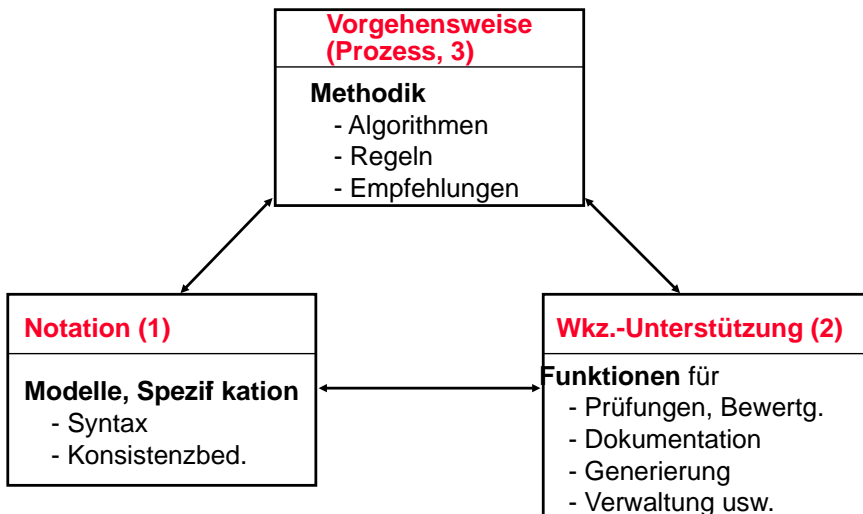 Vorgehensweise
(Prozess, 3)
Methodik
- Algorithmen
- Regeln
- Empfehlungen
Notation (1)
Modelle, Spezif kation
- Syntax
- Konsistenzbed.
Wkz.-Unterstützung (2)
Funktionen für
- Prüfungen, Bewertg.
- Dokumentation
- Generierung
- Verwaltung usw.